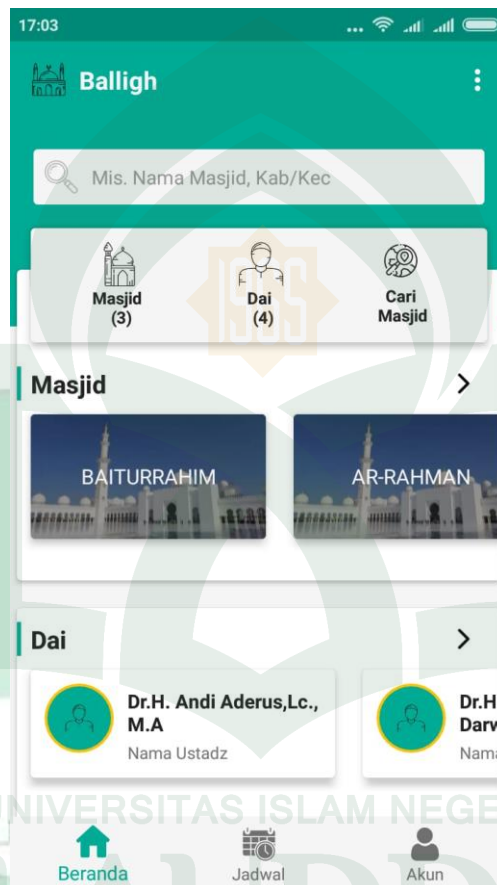 17:03
Balligh
Mis. Nama Masjid, Kab/Kec
Masjid
(3)
Dai
(4)
Cari
Masjid
Masjid
BAITURRAHIM
AR-RAHMAN
Dai
Dr.H. Andi Aderus,Lc.,
M.A
Nama Ustadz
Dr.H
Darw
Nama
UNIVERSITAS ISLAM NEGE
Beranda
Jadwal
Akun